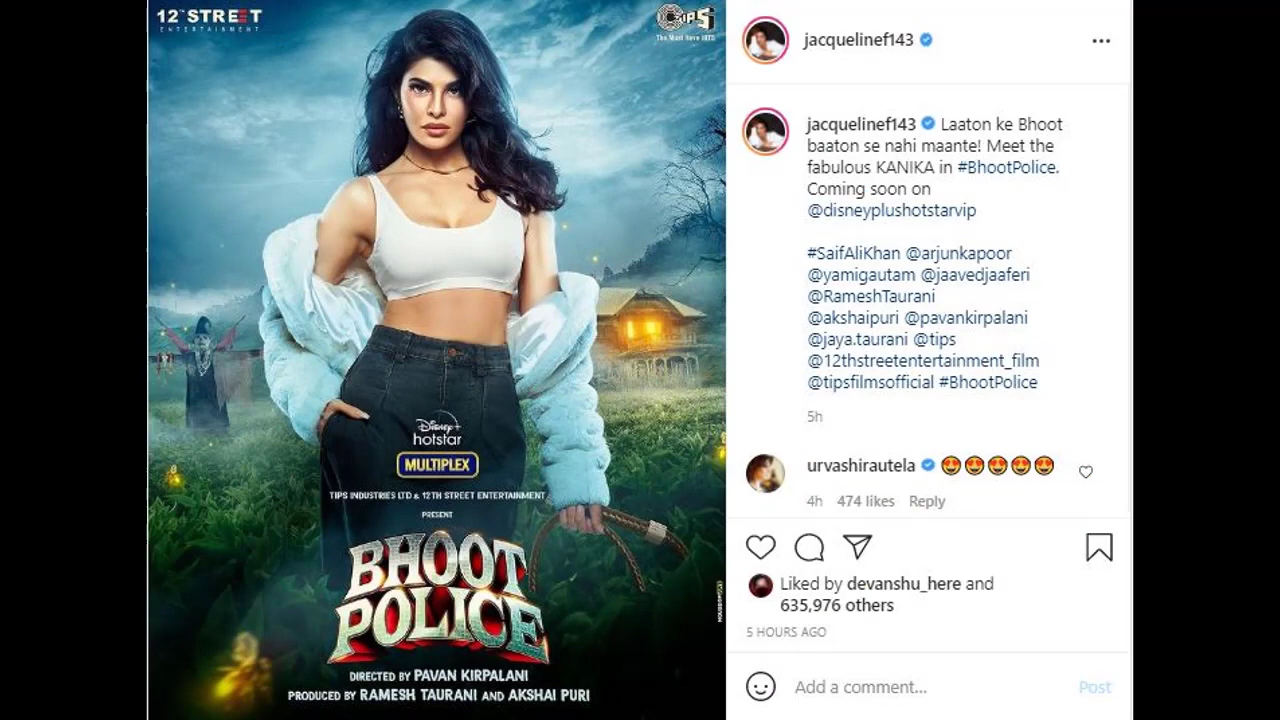 12TH STREET
ENTERTAINMENT
TIPS
The Must Have HITS
Disney+
hotstar
MULTIPLEX
TIPS INDUSTRIES LTD & 12TH STREET ENTERTAINMENT
PRESENT
BHOOT
POLICE
DIRECTED BY PAVAN KIRPALANI
PRODUCED BY RAMESH TAURANI AND AKSHAI PURI
jacquelinef143
jacquelinef143 Laaton ke Bhoot
baaton se nahi maante! Meet the
fabulous KANIKA in #BhootPolice.
Coming soon on
@disneyplushotstarvip
#SaifAliKhan @arjunkapoor
@yamigautam @jaavedjaaferi
@RameshTaurani
@akshaipuri @pavankirpalani
@jaya.taurani @tips
@12thstreetentertainment_film
@tipsfilmsofficial #BhootPolice
5h
urvashirautela 😍😍😍😍😍
4h 474 likes Reply
Liked by devanshu_here and
635,976 others
5 HOURS AGO
Add a comment... Post